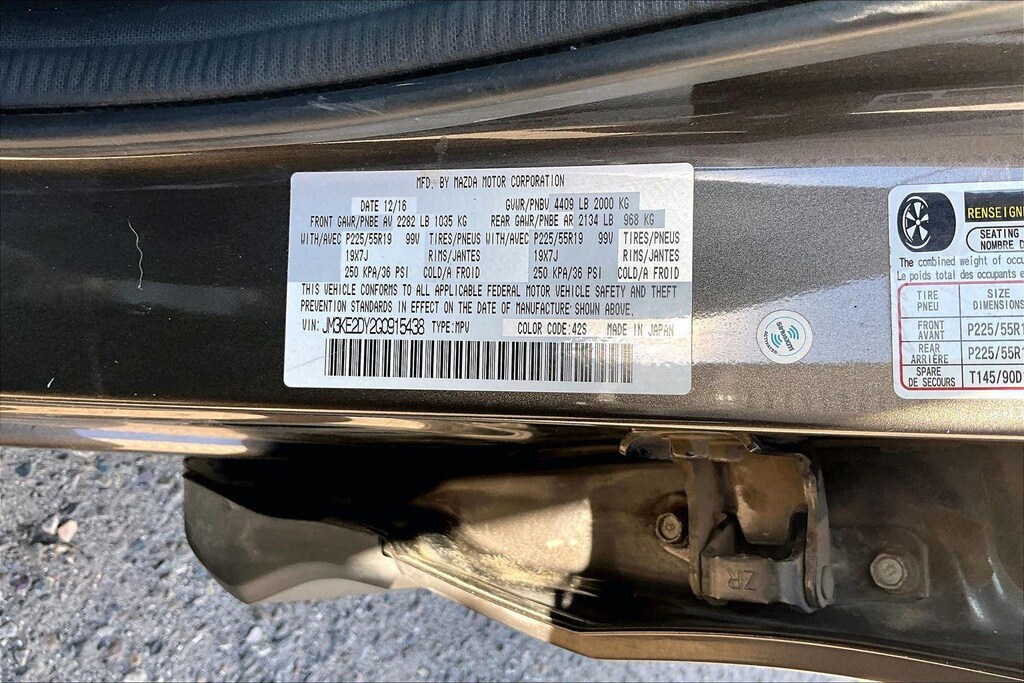 MFD. BY MAZDA MOTOR CORPORATION
DATE 12/16 GVWR/PNBV 4409 LB 2000 KG
FRONT GAWR/PNBE AV 2282 LB 1035 KG REAR GAWR/PNBE AR 2134 LB 968 KG
WITH/AVEC P225/55R19 99V TIRES/PNEUS WITH/AVEC P225/55R19 99V TIRES/PNEUS
19X7J RIMS/JANTES 19X7J RIMS/JANTES
250 KPA/36 PSI COLD/A FROID 250 KPA/36 PSI COLD/A FROID
THIS VEHICLE CONFORMS TO ALL APPLICABLE FEDERAL MOTOR VEHICLE SAFETY AND THEFT
PREVENTION STANDARDS IN EFFECT ON THE DATE OF MANUFACTURE SHOWN ABOVE.
VIN: JM3KE2DY2G0915438 TYPE:MPV COLOR CODE:42S MADE IN JAPAN
RENSEIGN
SEATING
NOMBRE D
The combined weight of occu
Le poids total des occupants e
TIRE SIZE
PNEU DIMENSIONS
FRONT
AVANT P225/55R1
REAR
ARRIÈRE P225/55R1
SPARE
DE SECOURS T145/90D1
ZR